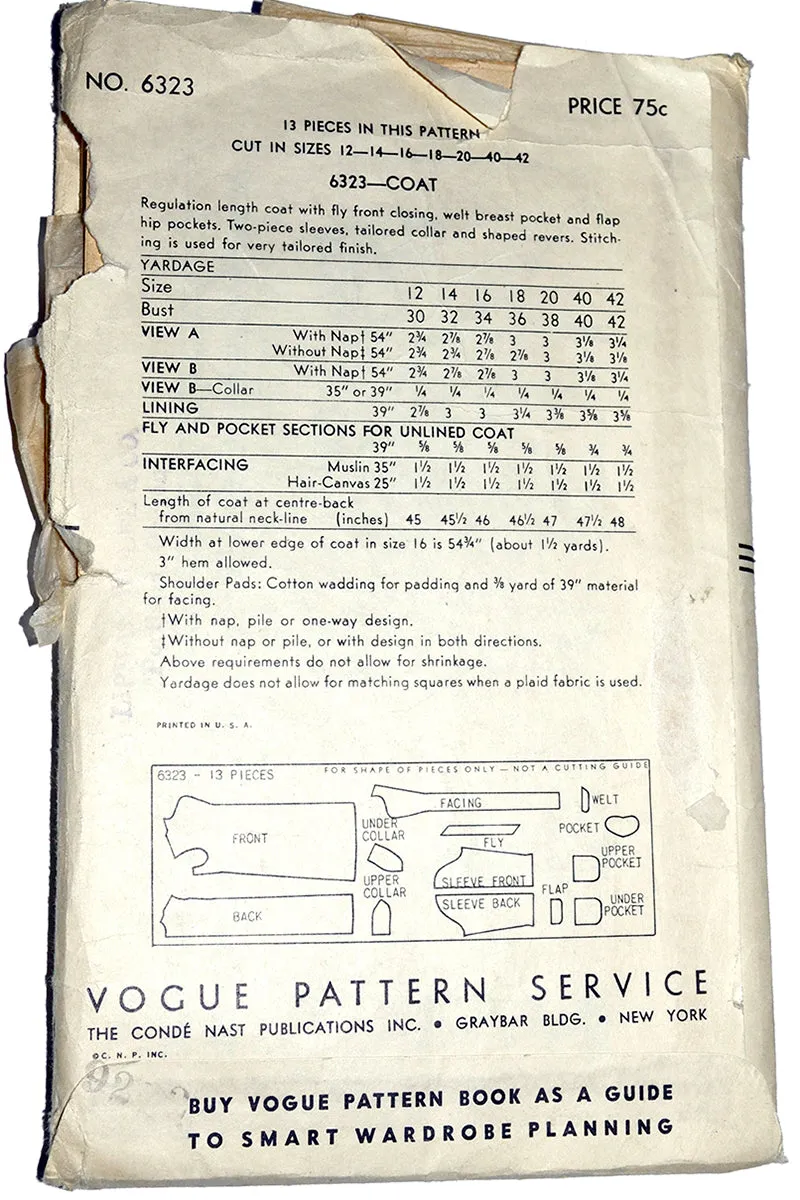 NO. 6323
PRICE 75c
13 PIECES IN THIS PATTERN
CUT IN SIZES 12—14—16—18—20—40—42
6323—COAT
Regulation length coat with fly front closing, welt breast pocket and flap
hip pockets. Two-piece sleeves, tailored collar and shaped revers. Stitch-
ing is used for very tailored finish.
YARDAGE
Size 12 14 16 18 20 40 42
Bust 30 32 34 36 38 40 42
VIEW A With Nap† 54" 2¾ 2⅞ 2⅞ 3 3 3⅛ 3¼
Without Nap‡ 54" 2¾ 2¾ 2⅞ 2⅞ 3 3⅛ 3⅛
VIEW B With Nap† 54" 2¾ 2⅞ 2⅞ 3 3 3⅛ 3¼
VIEW B—Collar 35" or 39" ¼ ¼ ¼ ¼ ¼ ¼ ¼
LINING 39" 2⅞ 3 3 3¼ 3⅜ 3⅝ 3⅝
FLY AND POCKET SECTIONS FOR UNLINED COAT
39" ⅝ ⅝ ⅝ ⅝ ⅝ ¾ ¾
INTERFACING Muslin 35" 1½ 1½ 1½ 1½ 1½ 1½ 1½
Hair-Canvas 25" 1½ 1½ 1½ 1½ 1½ 1½ 1½
Length of coat at centre-back
from natural neck-line (inches) 45 45½ 46 46½ 47 47½ 48
Width at lower edge of coat in size 16 is 54¾" (about 1½ yards).
3" hem allowed.
Shoulder Pads: Cotton wadding for padding and ⅜ yard of 39" material
for facing.
†With nap, pile or one-way design.
‡Without nap or pile, or with design in both directions.
Above requirements do not allow for shrinkage.
Yardage does not allow for matching squares when a plaid fabric is used.
PRINTED IN U. S. A.
6323 - 13 PIECES
FOR SHAPE OF PIECES ONLY — NOT A CUTTING GUIDE
FRONT
BACK
UNDER
COLLAR
UPPER
COLLAR
FACING
FLY
SLEEVE FRONT
SLEEVE BACK
WELT
POCKET
UPPER
POCKET
FLAP
UNDER
POCKET
VOGUE PATTERN SERVICE
THE CONDÉ NAST PUBLICATIONS INC. • GRAYBAR BLDG. • NEW YORK
©C. N. P. INC.
92
BUY VOGUE PATTERN BOOK AS A GUIDE
TO SMART WARDROBE PLANNING